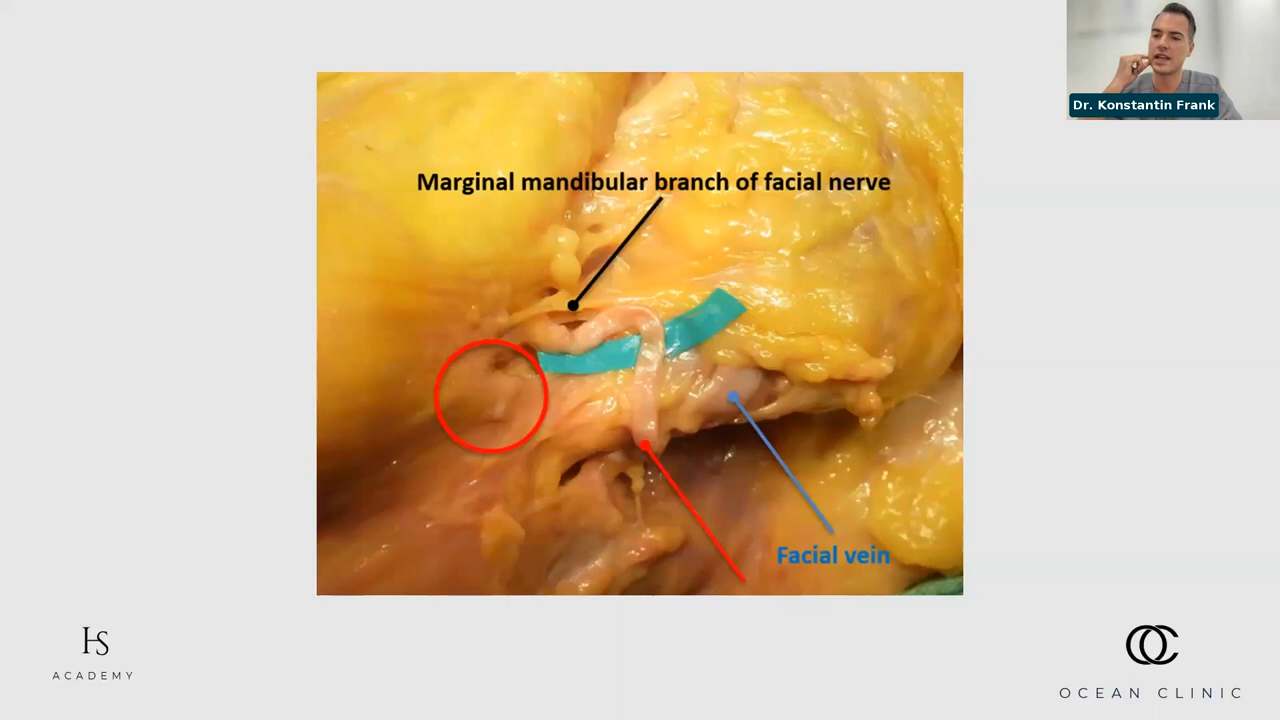 Dr. Konstantin Frank
Marginal mandibular branch of facial nerve
Facial vein
HS
ACADEMY
OC
OCEAN CLINIC